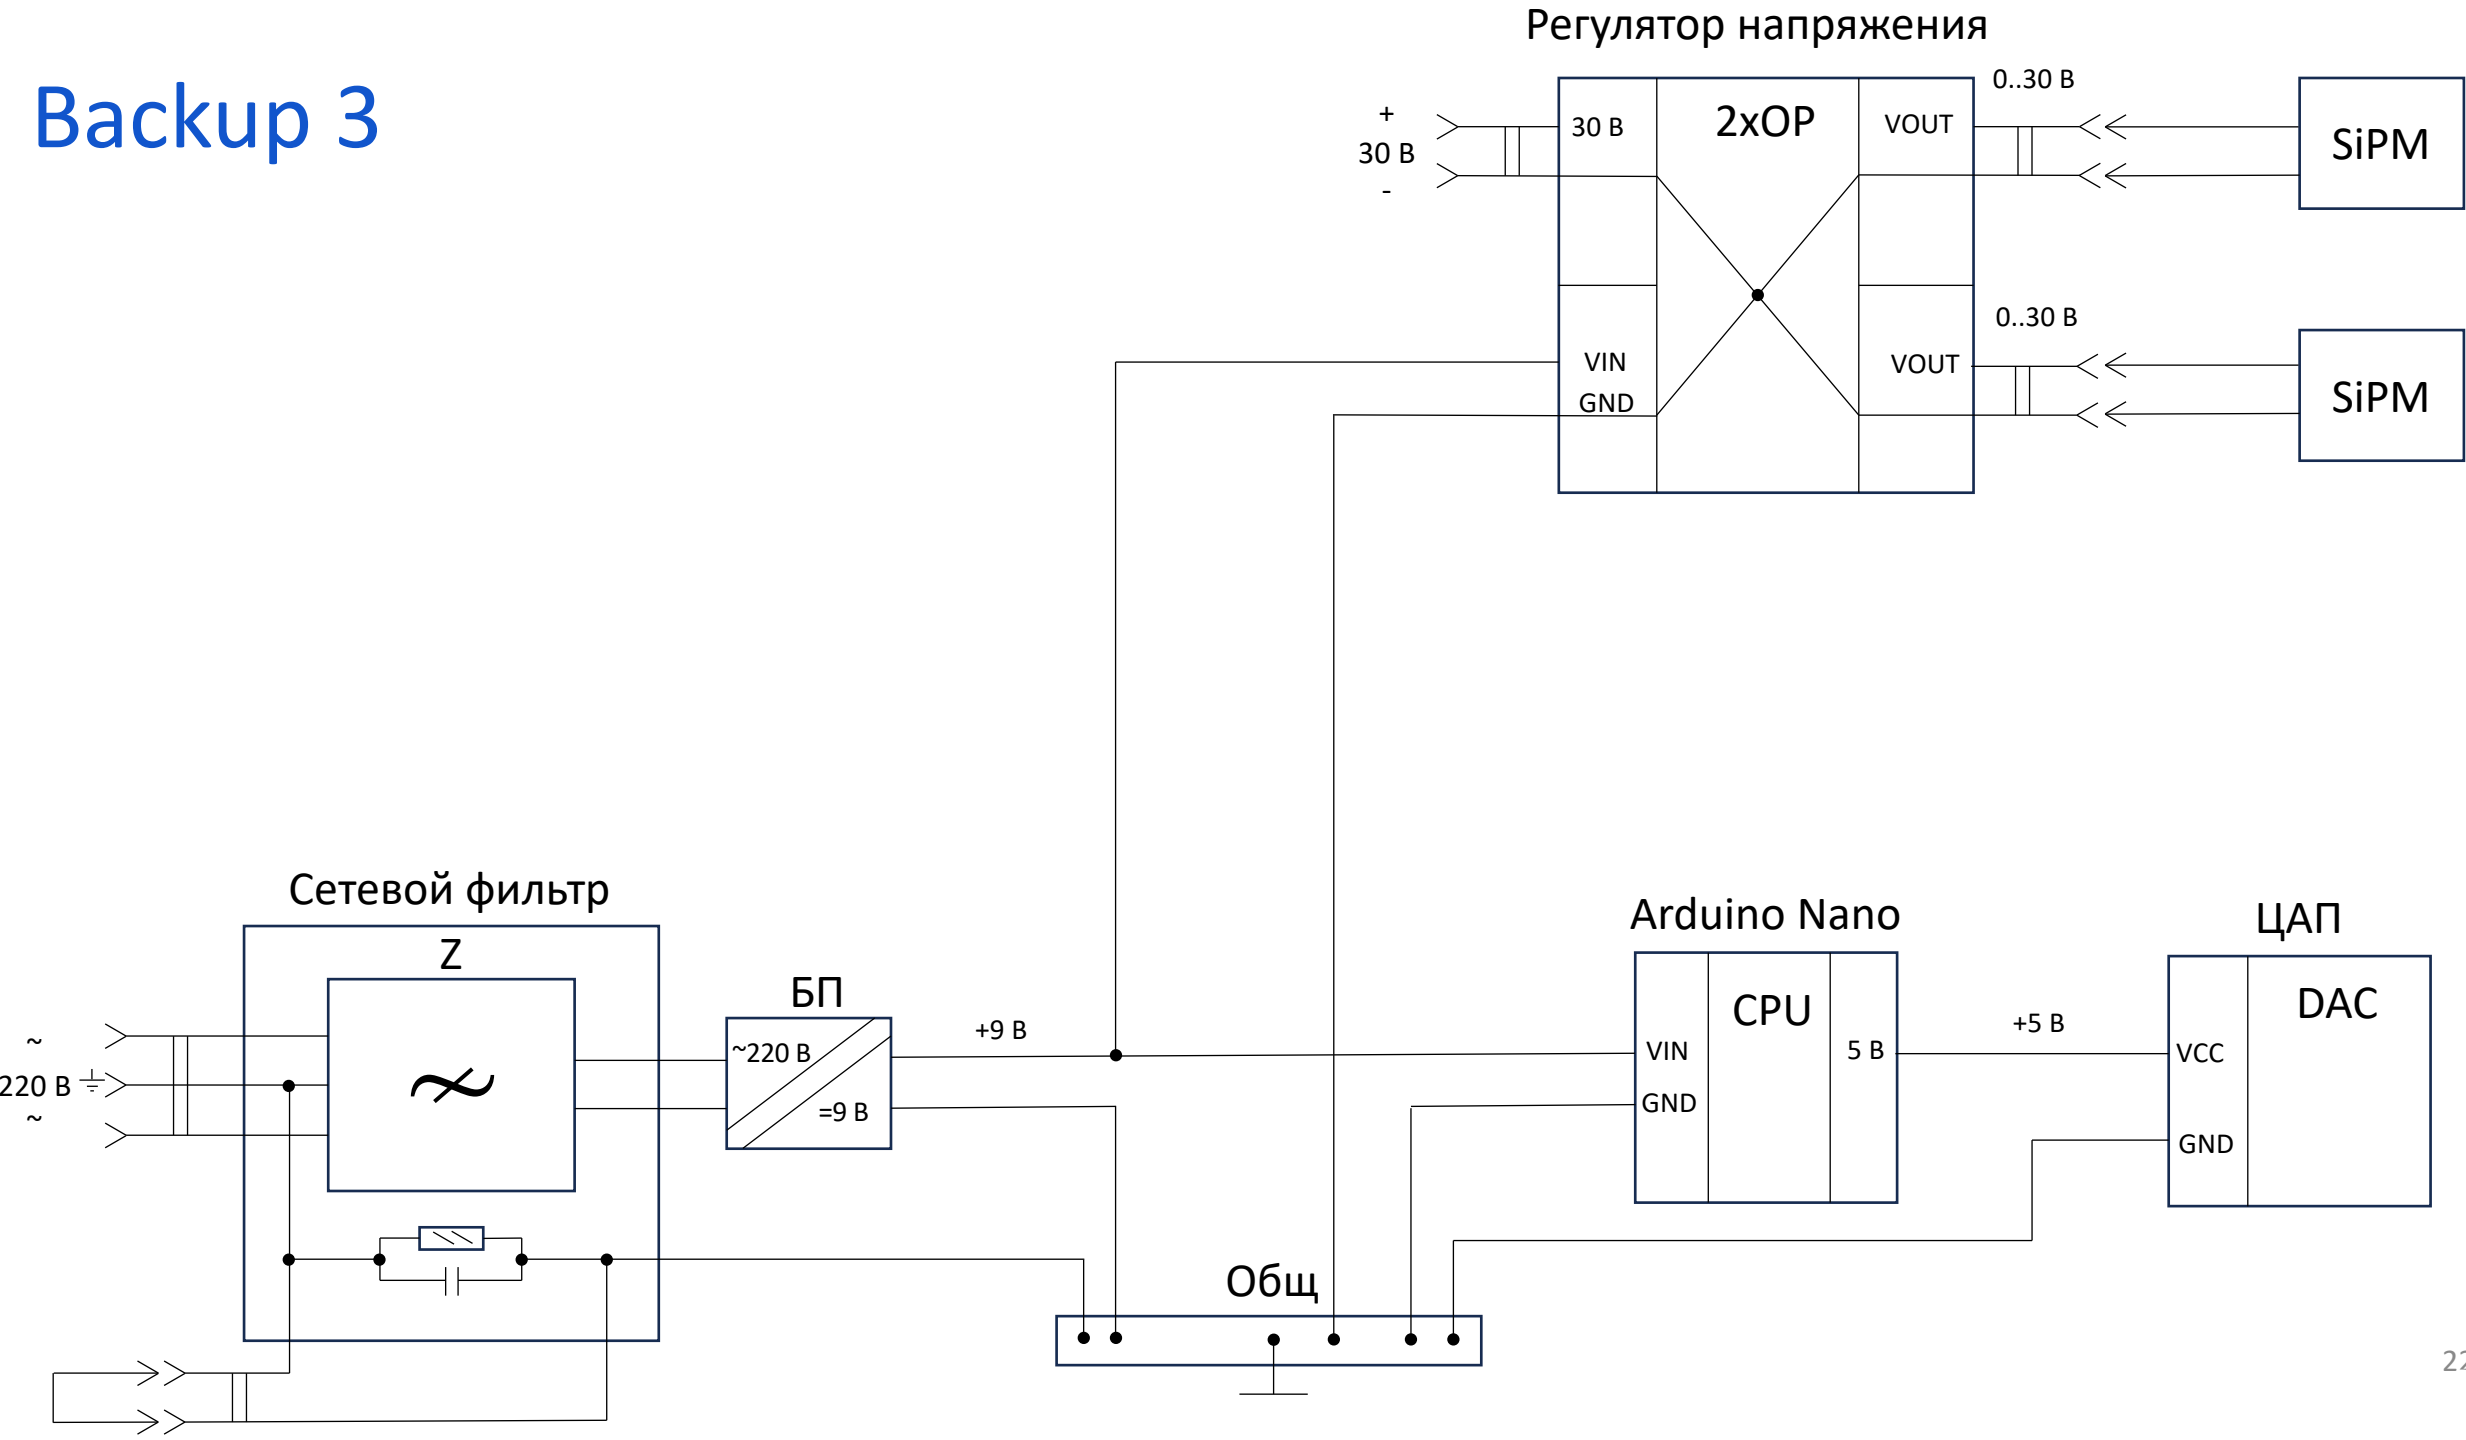 Backup 3
Регулятор напряжения
+
30 В
-
30 В
2xOP
VOUT
0..30 В
SiPM
VIN
GND
VOUT
0..30 В
SiPM
Сетевой фильтр
Z
~
220 В
~
БП
~220 В
=9 В
+9 В
Arduino Nano
CPU
VIN
GND
5 В
+5 В
ЦАП
DAC
VCC
GND
Общ
22